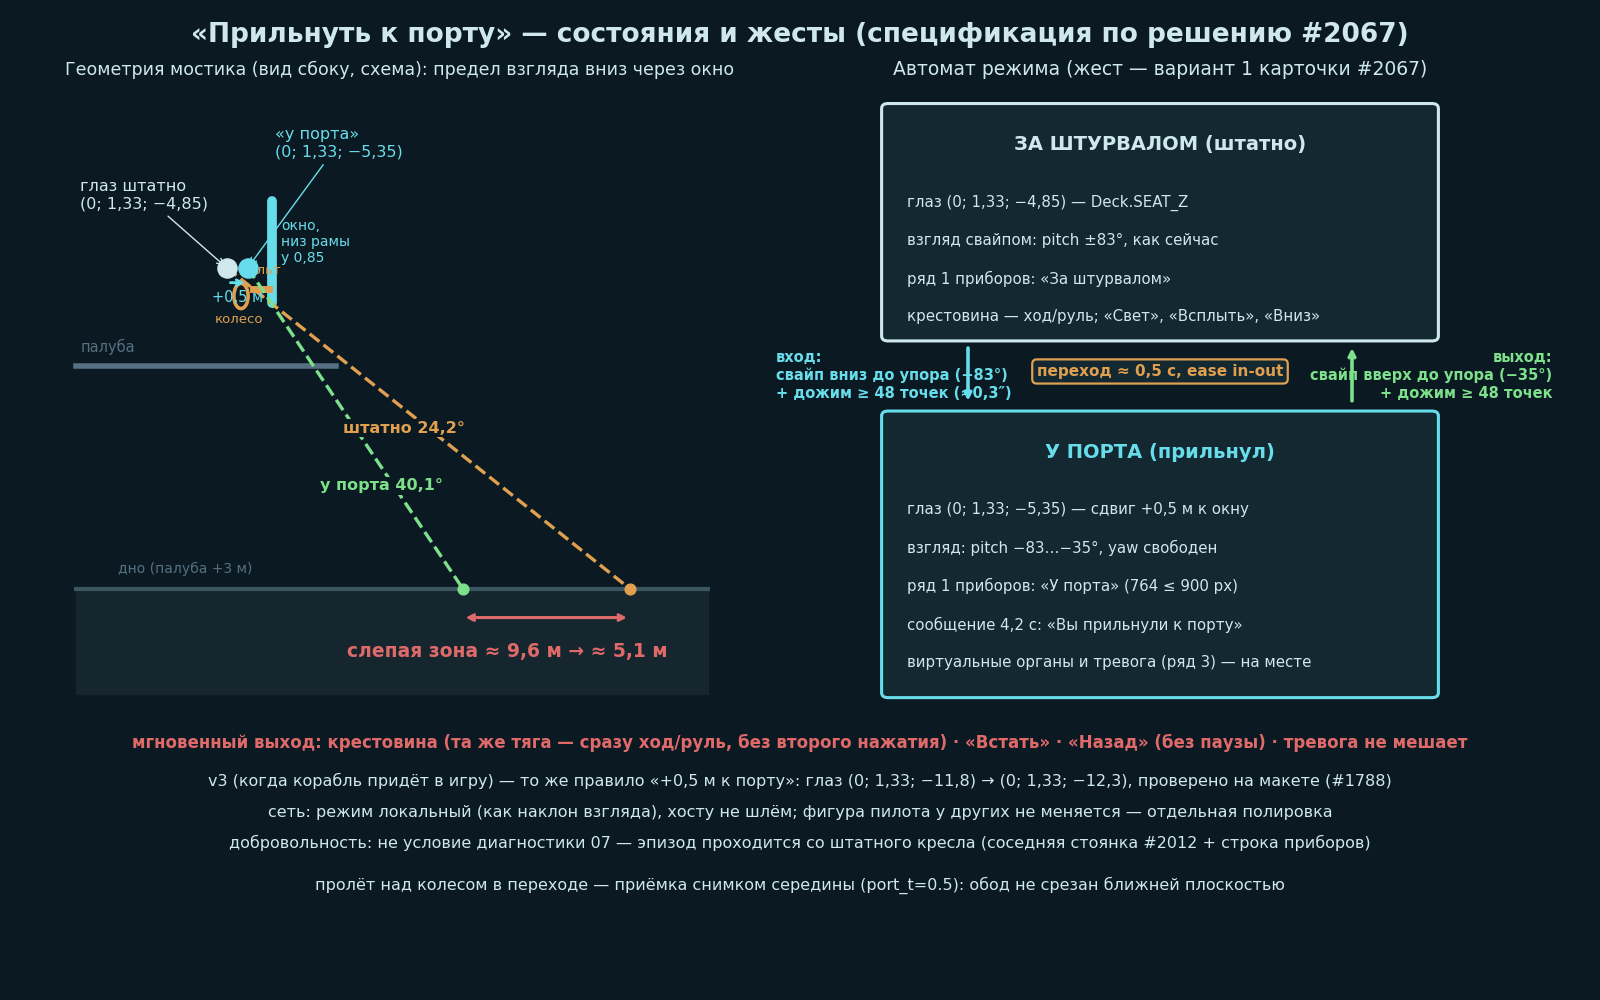 «Прильнуть к порту» — состояния и жесты (спецификация по решению #2067)
Геометрия мостика (вид сбоку, схема): предел взгляда вниз через окно
«у порта»
(0; 1,33; −5,35)
глаз штатно
(0; 1,33; −4,85)
окно,
низ рамы
y 0,85
+0,5 м
колесо
палуба
штатно 24,2°
у порта 40,1°
дно (палуба +3 м)
слепая зона ≈ 9,6 м → ≈ 5,1 м
Автомат режима (жест — вариант 1 карточки #2067)
ЗА ШТУРВАЛОМ (штатно)
глаз (0; 1,33; −4,85) — Deck.SEAT_Z
взгляд свайпом: pitch ±83°, как сейчас
ряд 1 приборов: «За штурвалом»
крестовина — ход/руль; «Свет», «Всплыть», «Вниз»
вход:
свайп вниз до упора (−83°)
+ дожим ≥ 48 точек (≈0,3″)
переход ≈ 0,5 с, ease in-out
выход:
свайп вверх до упора (−35°)
+ дожим ≥ 48 точек
У ПОРТА (прильнул)
глаз (0; 1,33; −5,35) — сдвиг +0,5 м к окну
взгляд: pitch −83…−35°, yaw свободен
ряд 1 приборов: «У порта» (764 ≤ 900 px)
сообщение 4,2 с: «Вы прильнули к порту»
виртуальные органы и тревога (ряд 3) — на месте
мгновенный выход: крестовина (та же тяга — сразу ход/руль, без второго нажатия) · «Встать» · «Назад» (без паузы) · тревога не мешает
v3 (когда корабль придёт в игру) — то же правило «+0,5 м к порту»: глаз (0; 1,33; −11,8) → (0; 1,33; −12,3), проверено на макете (#1788)
сеть: режим локальный (как наклон взгляда), хосту не шлём; фигура пилота у других не меняется — отдельная полировка
добровольность: не условие диагностики 07 — эпизод проходится со штатного кресла (соседняя стоянка #2012 + строка приборов)
пролёт над колесом в переходе — приёмка снимком середины (port_t=0.5): обод не срезан ближней плоскостью